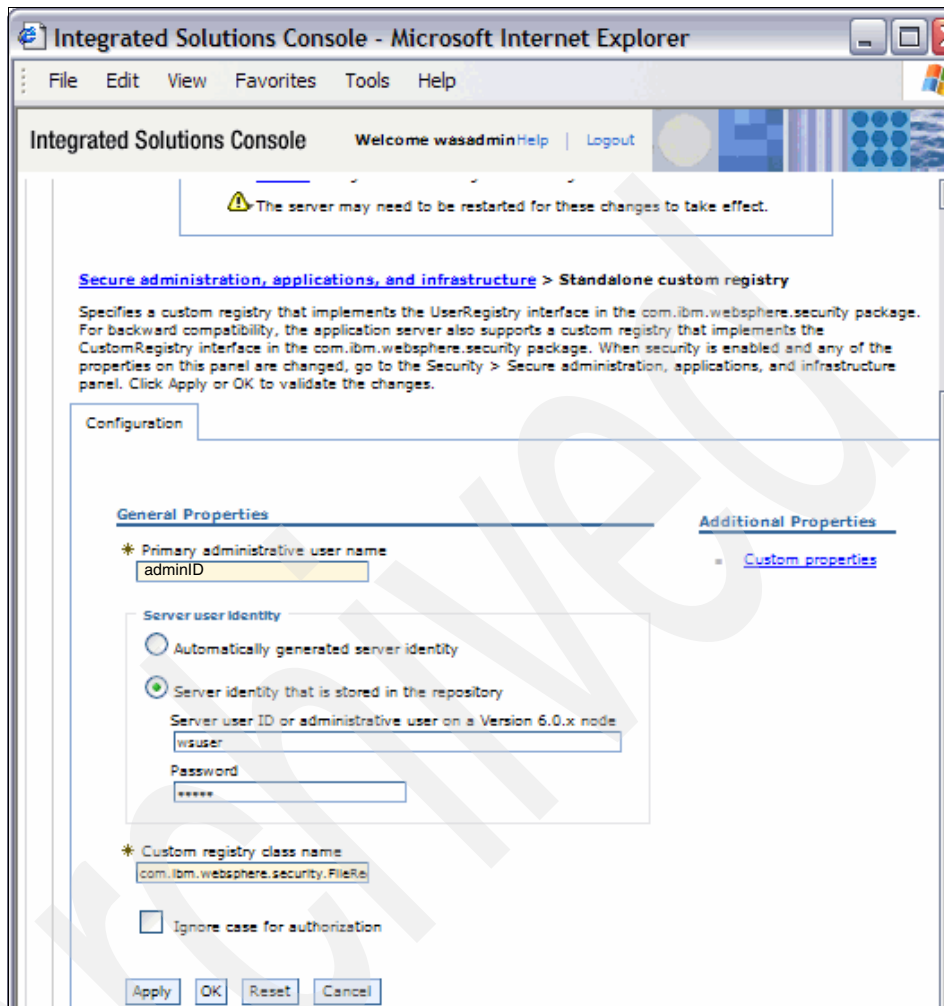 Integrated Solutions Console - Microsoft Internet Explorer
File Edit View Favorites Tools Help
Integrated Solutions Console Welcome wasadmin Help | Logout
The server may need to be restarted for these changes to take effect.
Secure administration, applications, and infrastructure > Standalone custom registry
Specifies a custom registry that implements the UserRegistry interface in the com.ibm.websphere.security package.
For backward compatibility, the application server also supports a custom registry that implements the
CustomRegistry interface in the com.ibm.websphere.security package. When security is enabled and any of the
properties on this panel are changed, go to the Security > Secure administration, applications, and infrastructure
panel. Click Apply or OK to validate the changes.
Configuration
General Properties
* Primary administrative user name
adminID
Server user identity
Automatically generated server identity
Server identity that is stored in the repository
Server user ID or administrative user on a Version 6.0.x node
wsuser
Password
*****
* Custom registry class name
com.ibm.websphere.security.FileRe
Ignore case for authorization
Apply OK Reset Cancel
Additional Properties
Custom properties
rchived